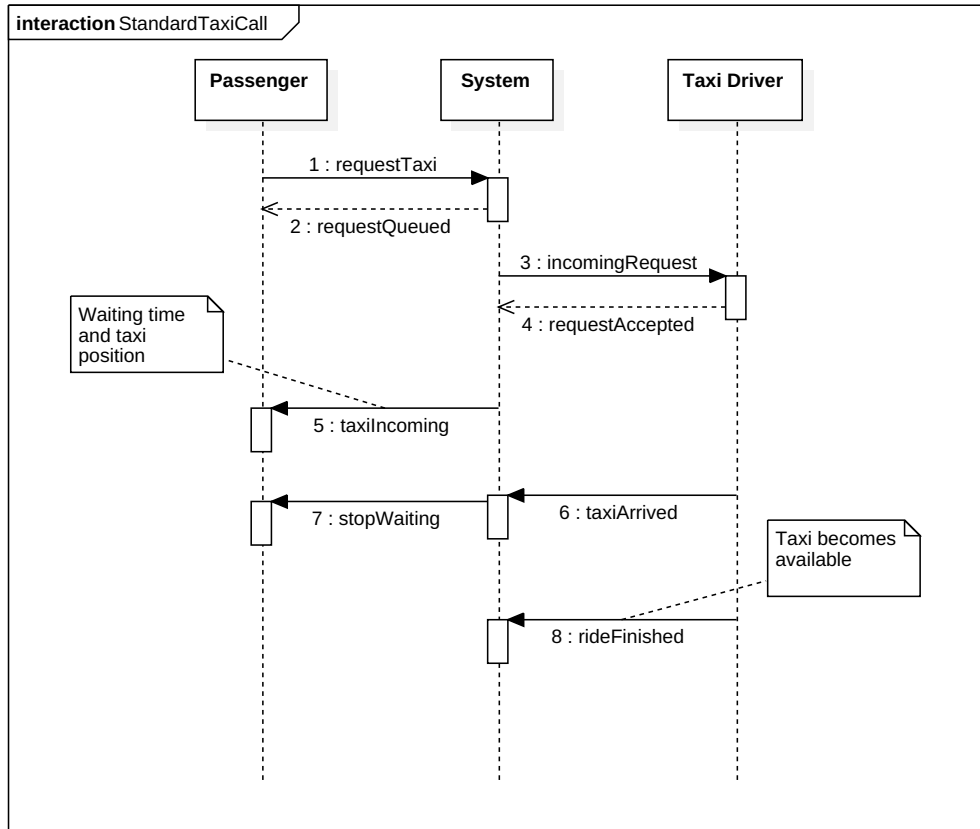 interaction StandardTaxiCall
Passenger
System
Taxi Driver
1 : requestTaxi
2 : requestQueued
3 : incomingRequest
4 : requestAccepted
Waiting time
and taxi
position
5 : taxiIncoming
6 : taxiArrived
7 : stopWaiting
Taxi becomes
available
8 : rideFinished